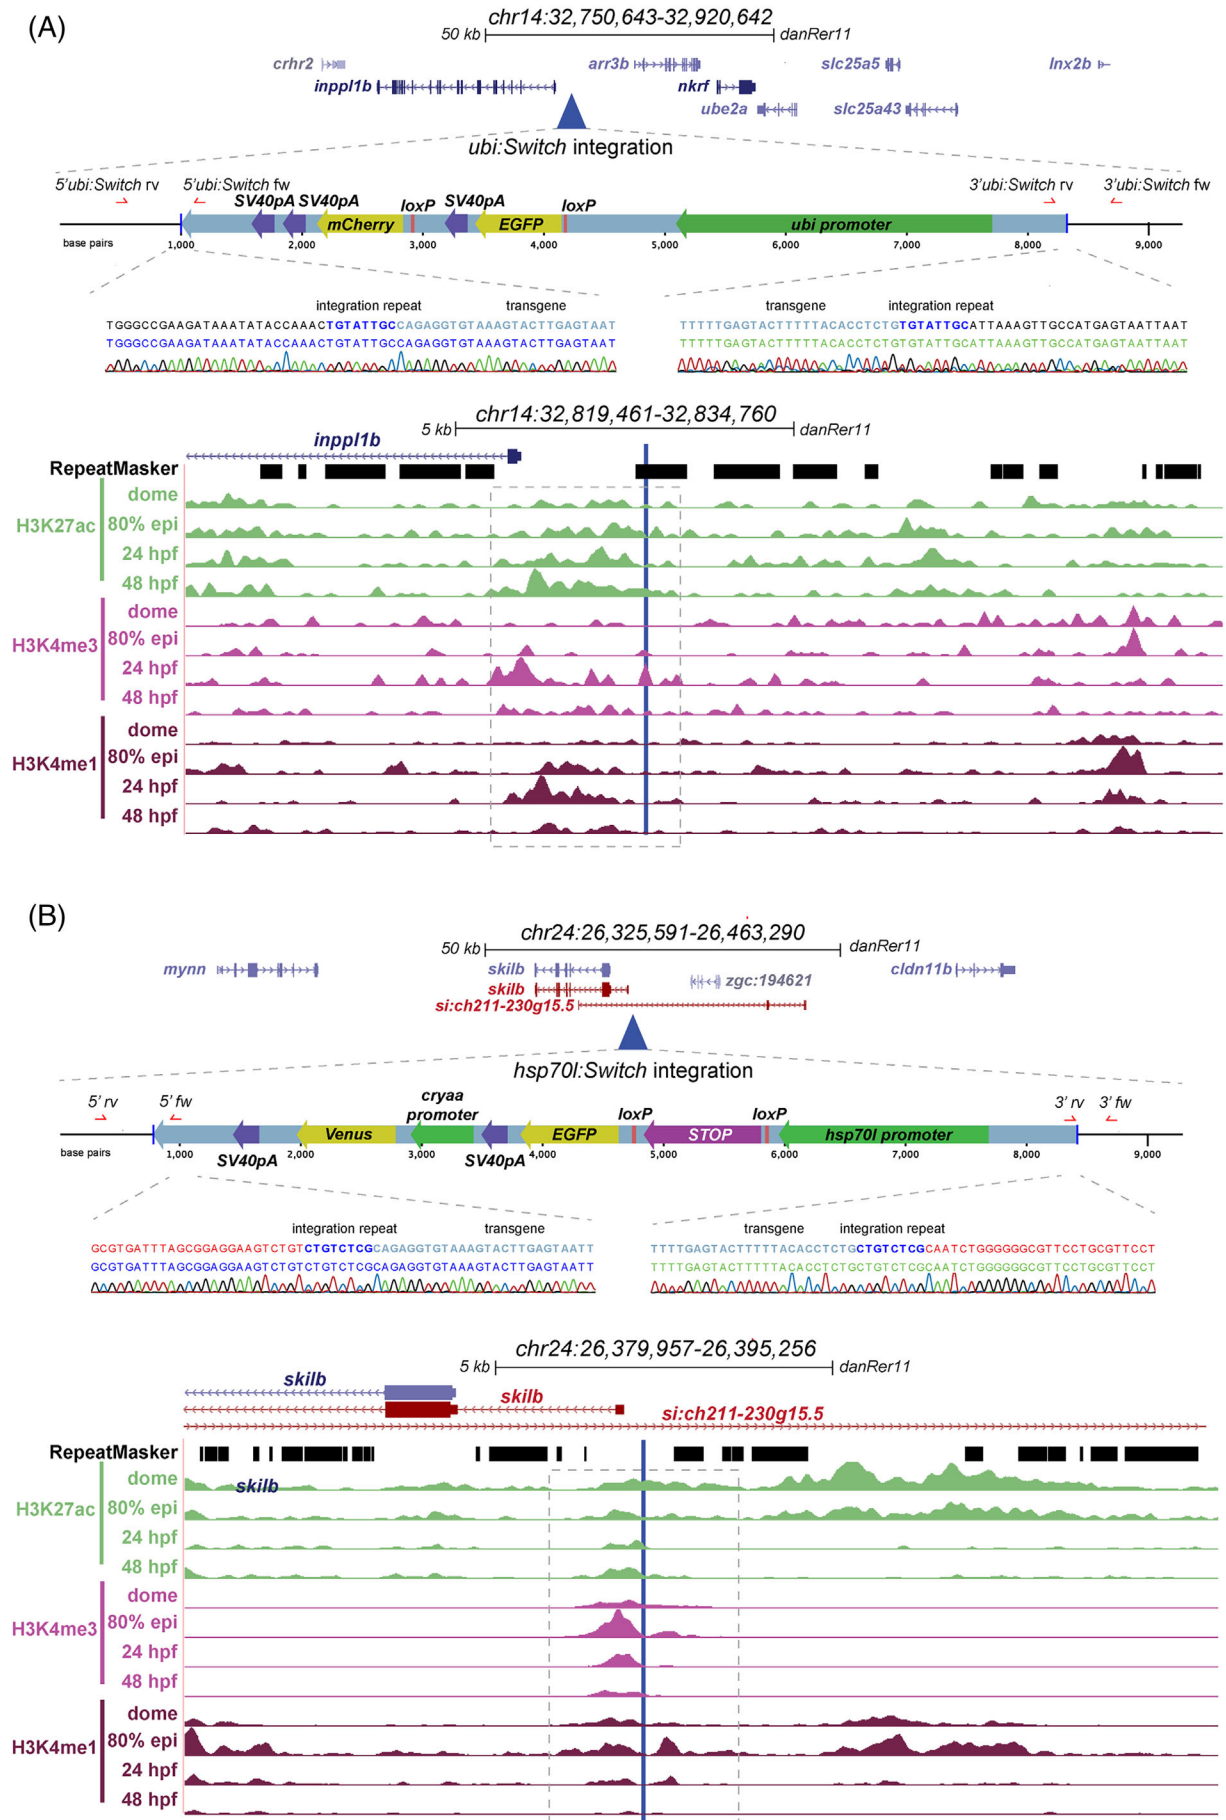 (A)
chr14:32,750,643-32,920,642
50 kb danRer11
crhr2 arr3b slc25a5 lnx2b
inppl1b nkrf
ube2a slc25a43
ubi:Switch integration
5'ubi:Switch rv 5'ubi:Switch fw 3'ubi:Switch rv 3'ubi:Switch fw
SV40pA SV40pA loxP SV40pA loxP
mCherry EGFP ubi promoter
base pairs 1,000 2,000 3,000 4,000 5,000 6,000 7,000 8,000 9,000
integration repeat transgene transgene integration repeat
TGGGCCGAAGATAAATATACCAAACTGTATTGCCAGAGGTGTAAAGTACTTGAGTAAT TTTTTGAGTACTTTTTACACCTCTGTGTATTGCATTAAAGTTGCCATGAGTAATTAAT
TGGGCCGAAGATAAATATACCAAACTGTATTGCCAGAGGTGTAAAGTACTTGAGTAAT TTTTTGAGTACTTTTTACACCTCTGTGTATTGCATTAAAGTTGCCATGAGTAATTAAT
chr14:32,819,461-32,834,760
5 kb danRer11
inppl1b
RepeatMasker
dome
H3K27ac 80% epi
24 hpf
48 hpf
dome
H3K4me3 80% epi
24 hpf
48 hpf
dome
H3K4me1 80% epi
24 hpf
48 hpf
(B)
chr24:26,325,591-26,463,290
50 kb danRer11
mynn skilb cldn11b
skilb zgc:194621
si:ch211-230g15.5
hsp70l:Switch integration
5' rv 5' fw cryaa promoter loxP loxP 3' rv 3' fw
Venus EGFP STOP hsp70l promoter
base pairs 1,000 2,000 3,000 4,000 5,000 6,000 7,000 8,000 9,000
SV40pA SV40pA
integration repeat transgene transgene integration repeat
GCGTGATTTAGCGGAGGAAGTCTGTCTGTCTCGCAGAGGTGTAAAGTACTTGAGTAATT TTTTGAGTACTTTTTACACCTCTGCTGTCTCGCAATCTGGGGGGCGTTCCTGCGTTCCT
GCGTGATTTAGCGGAGGAAGTCTGTCTGTCTCGCAGAGGTGTAAAGTACTTGAGTAATT TTTTGAGTACTTTTTACACCTCTGCTGTCTCGCAATCTGGGGGGCGTTCCTGCGTTCCT
chr24:26,379,957-26,395,256
5 kb danRer11
skilb
skilb
si:ch211-230g15.5
RepeatMasker
dome
skilb
H3K27ac 80% epi
24 hpf
48 hpf
dome
H3K4me3 80% epi
24 hpf
48 hpf
dome
H3K4me1 80% epi
24 hpf
48 hpf